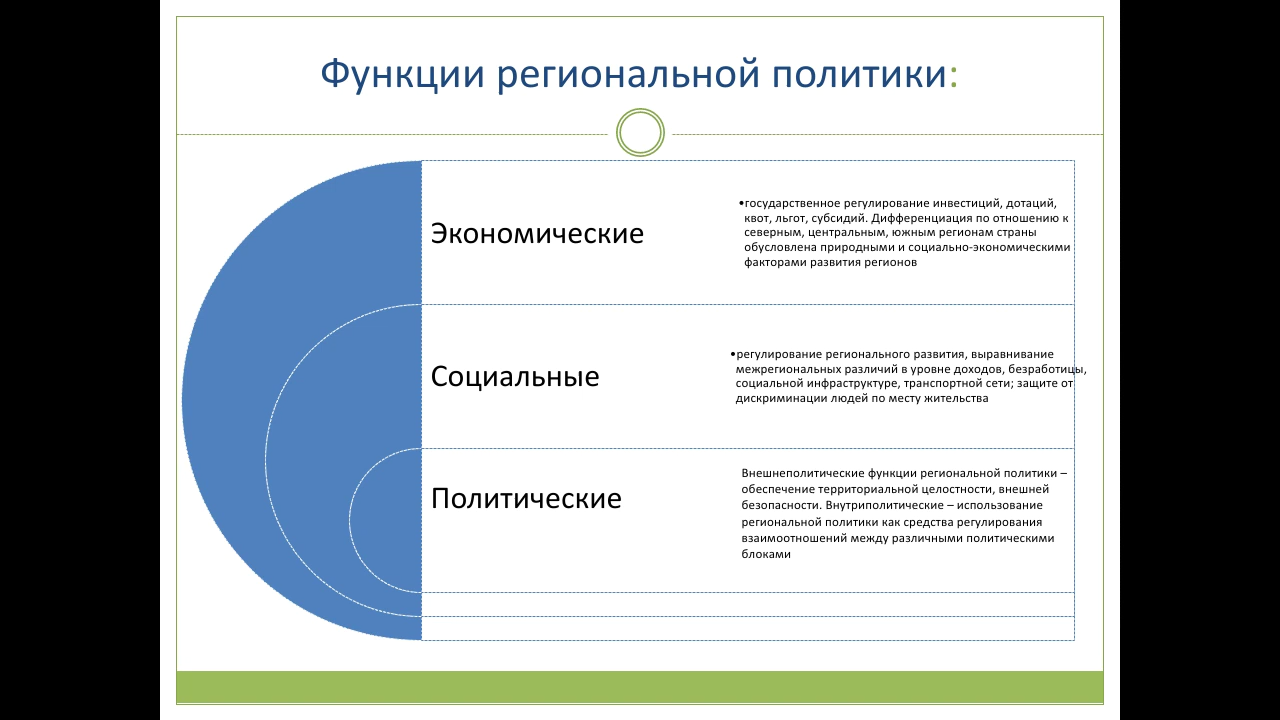 Функции региональной политики:
Экономические
•государственное регулирование инвестиций, дотаций,
квот, льгот, субсидий. Дифференциация по отношению к
северным, центральным, южным регионам страны
обусловлена природными и социально-экономическими
факторами развития регионов
Социальные
•регулирование регионального развития, выравнивание
межрегиональных различий в уровне доходов, безработицы,
социальной инфраструктуре, транспортной сети; защите от
дискриминации людей по месту жительства
Политические
Внешнеполитические функции региональной политики –
обеспечение территориальной целостности, внешней
безопасности. Внутриполитические – использование
региональной политики как средства регулирования
взаимоотношений между различными политическими
блоками